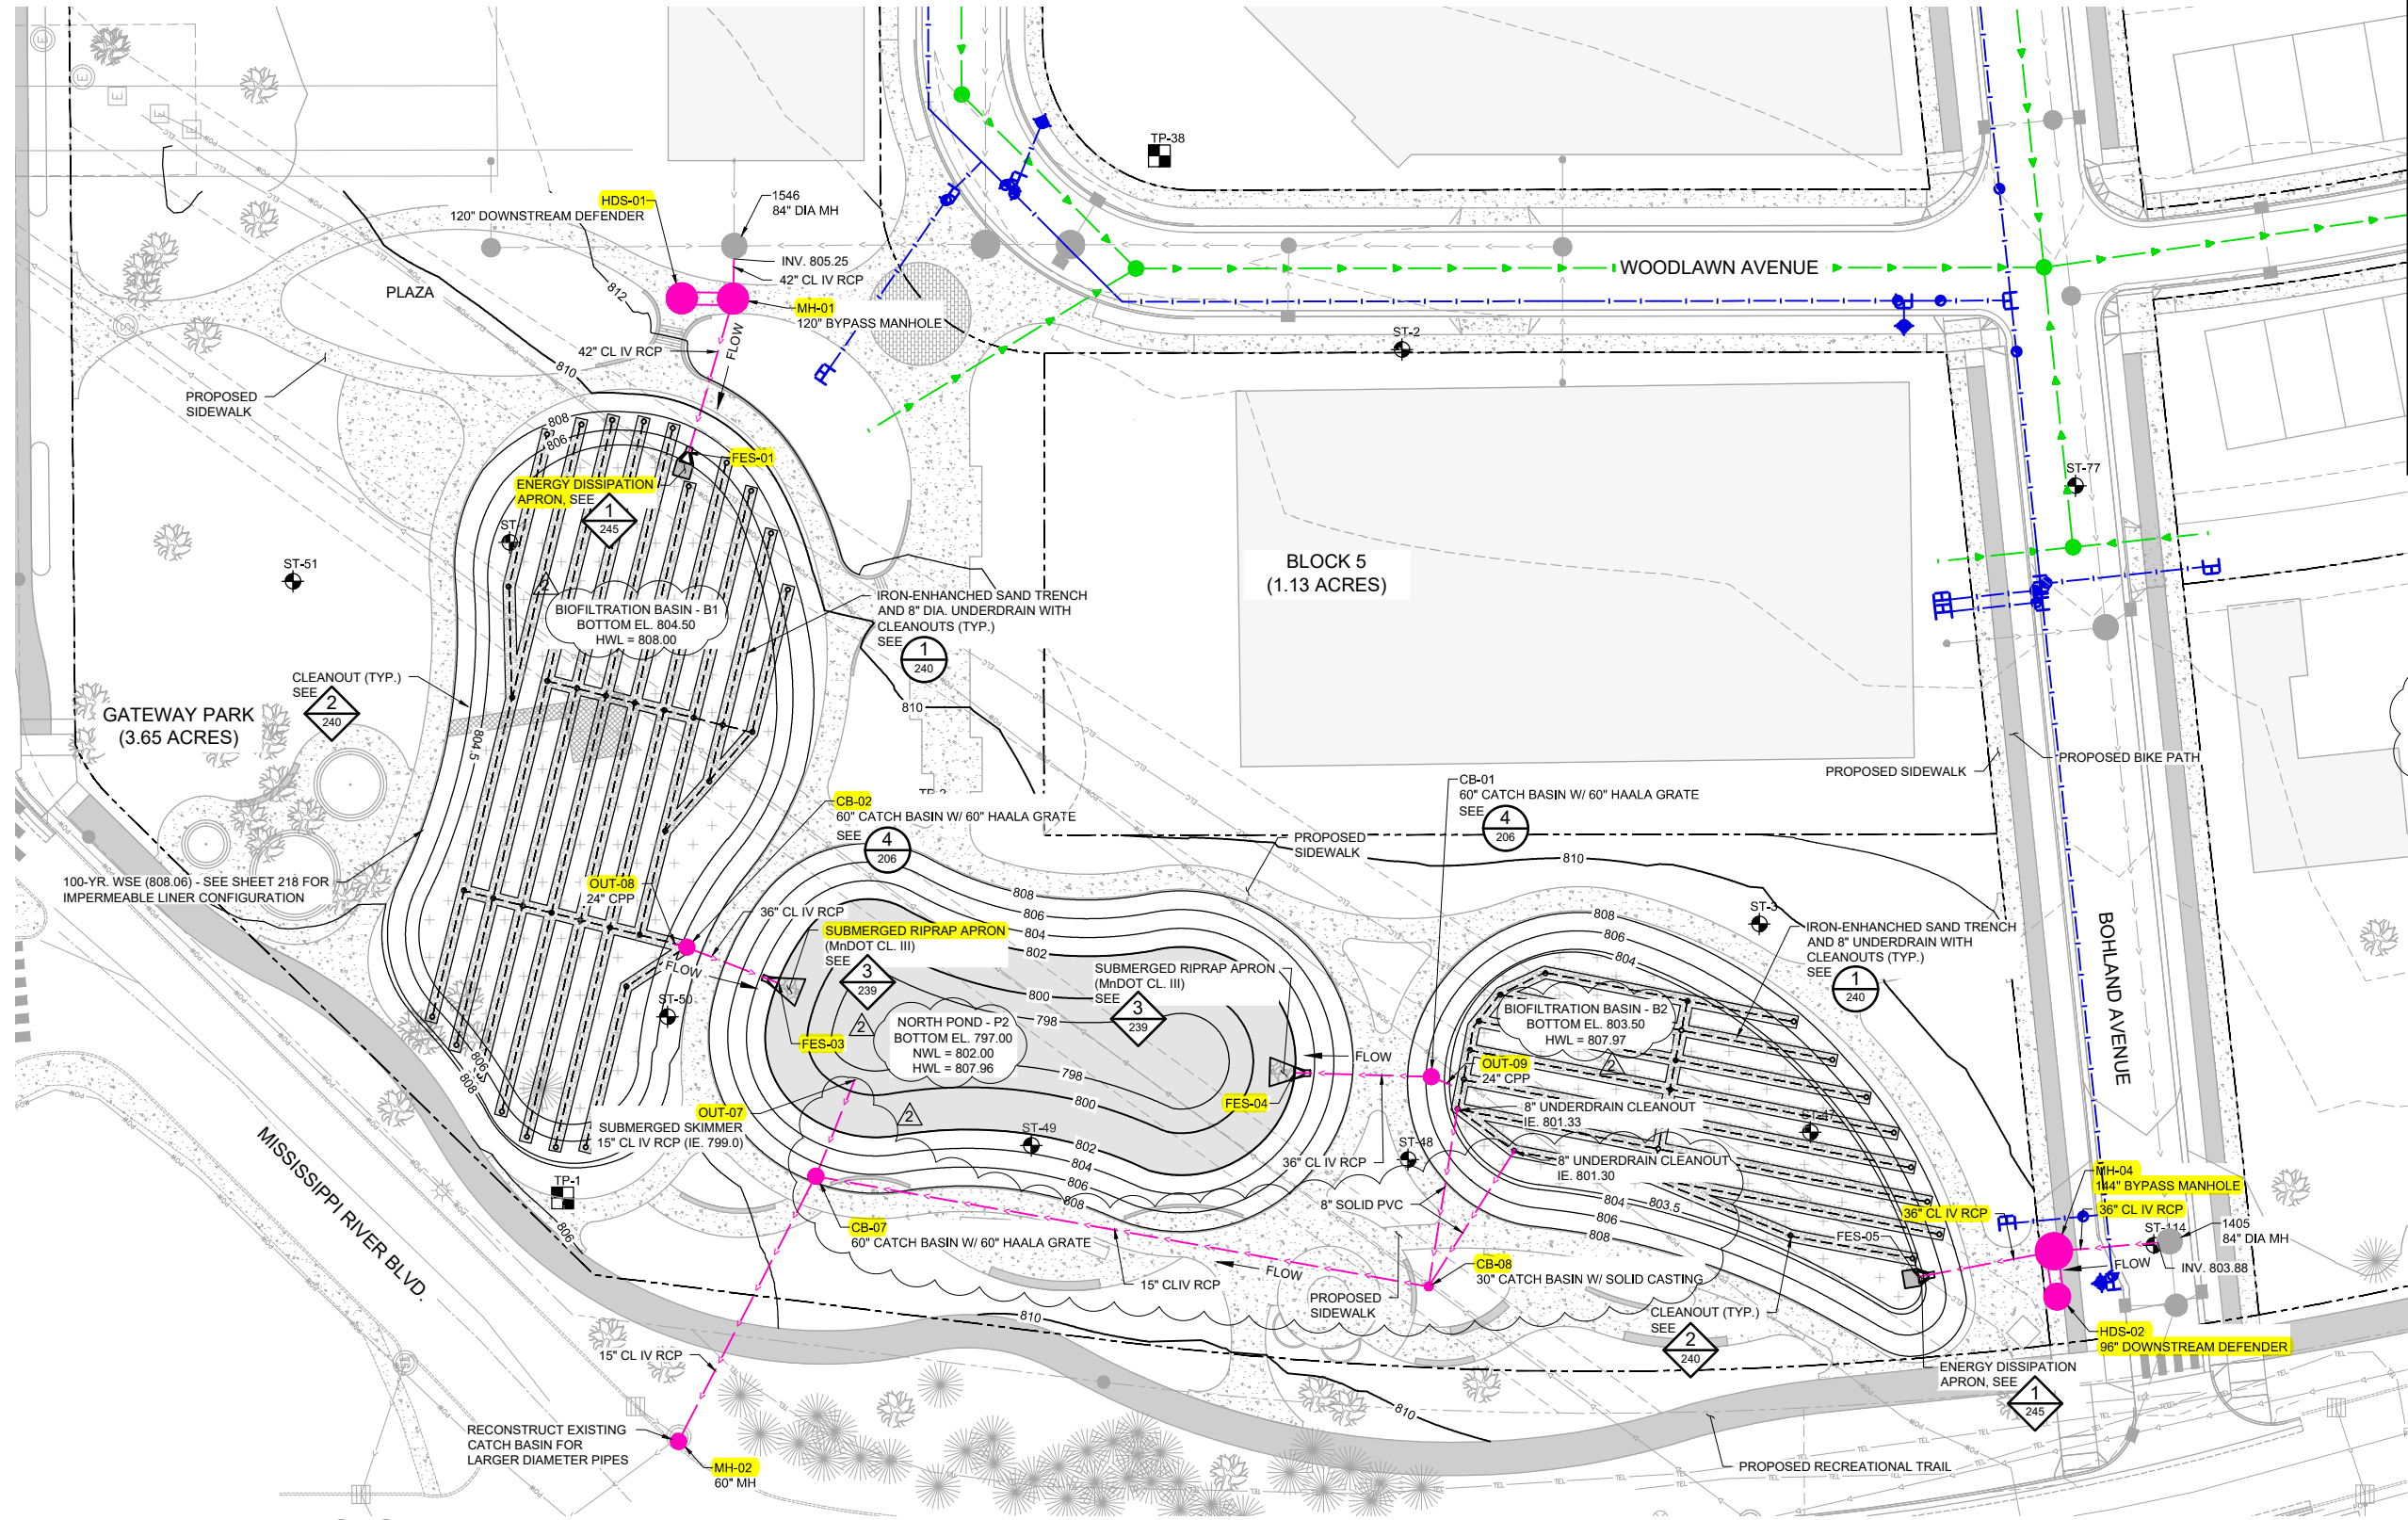 TP-38
HDS-01
120" DOWNSTREAM DEFENDER
1546
84" DIA MH
INV. 805.25
42" CL IV RCP
MH-01
120" BYPASS MANHOLE
WOODLAWN AVENUE
PLAZA
812
FLOW
42" CL IV RCP
ST-2
810
PROPOSED
SIDEWALK
808
806
FES-01
ENERGY DISSIPATION
APRON, SEE
1
245
ST-77
ST-51
2
BIOFILTRATION BASIN - B1
BOTTOM EL. 804.50
HWL = 808.00
IRON-ENHANCHED SAND TRENCH
AND 8" DIA. UNDERDRAIN WITH
CLEANOUTS (TYP.)
SEE
1
240
BLOCK 5
(1.13 ACRES)
CLEANOUT (TYP.)
SEE
2
240
GATEWAY PARK
(3.65 ACRES)
804.5
810
PROPOSED SIDEWALK
PROPOSED BIKE PATH
CB-02
60" CATCH BASIN W/ 60" HAALA GRATE
SEE
4
206
CB-01
60" CATCH BASIN W/ 60" HAALA GRATE
SEE
4
206
PROPOSED
SIDEWALK
810
100-YR. WSE (808.06) - SEE SHEET 218 FOR
IMPERMEABLE LINER CONFIGURATION
OUT-08
24" CPP
36" CL IV RCP
SUBMERGED RIPRAP APRON
(MnDOT CL. III)
SEE
3
239
808
806
804
802
800
798
SUBMERGED RIPRAP APRON
(MnDOT CL. III)
SEE
3
239
ST-3
808
806
804
IRON-ENHANCHED SAND TRENCH
AND 8" UNDERDRAIN WITH
CLEANOUTS (TYP.)
SEE
1
240
BOHLAND AVENUE
FLOW
ST-50
FES-03
2
NORTH POND - P2
BOTTOM EL. 797.00
NWL = 802.00
HWL = 807.96
BIOFILTRATION BASIN - B2
BOTTOM EL. 803.50
HWL = 807.97
2
FLOW
OUT-09
24" CPP
FES-04
798
800
806
808
OUT-07
SUBMERGED SKIMMER
15" CL IV RCP (IE. 799.0)
2
ST-49
802
804
806
808
8" UNDERDRAIN CLEANOUT
IE. 801.33
ST-48
36" CL IV RCP
8" UNDERDRAIN CLEANOUT
IE. 801.30
8" SOLID PVC
804
803.5
806
808
MH-04
144" BYPASS MANHOLE
36" CL IV RCP
36" CL IV RCP
ST-114
1405
84" DIA MH
INV. 803.88
FLOW
FES-05
TP-1
806
MISSISSIPPI RIVER BLVD.
CB-07
60" CATCH BASIN W/ 60" HAALA GRATE
15" CLIV RCP
FLOW
CB-08
30" CATCH BASIN W/ SOLID CASTING
PROPOSED
SIDEWALK
CLEANOUT (TYP.)
SEE
2
240
HDS-02
96" DOWNSTREAM DEFENDER
ENERGY DISSIPATION
APRON, SEE
1
245
810
15" CL IV RCP
810
RECONSTRUCT EXISTING
CATCH BASIN FOR
LARGER DIAMETER PIPES
MH-02
60" MH
PROPOSED RECREATIONAL TRAIL